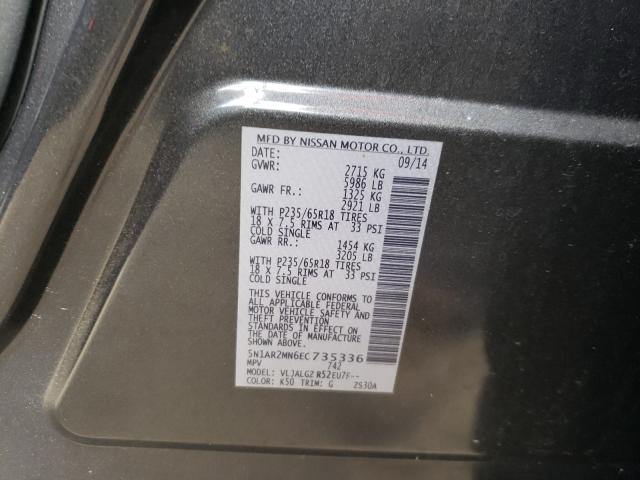 MFD BY NISSAN MOTOR CO., LTD.
DATE: 09/14
GVWR: 2715 KG
5986 LB
GAWR FR.: 1325 KG
2921 LB
WITH P235/65R18 TIRES
18 X 7.5 RIMS AT 33 PSI
COLD SINGLE
GAWR RR.: 1454 KG
3205 LB
WITH P235/65R18 TIRES
18 X 7.5 RIMS AT 33 PSI
COLD SINGLE
THIS VEHICLE CONFORMS TO
ALL APPLICABLE FEDERAL
MOTOR VEHICLE SAFETY AND
THEFT PREVENTION
STANDARDS IN EFFECT ON
THE DATE OF MANUFACTURE.
5N1AR2MN6EC735336
MPV 742
MODEL: VLJALGZ R52EU7F--
COLOR: K50 TRIM: G ZS30A